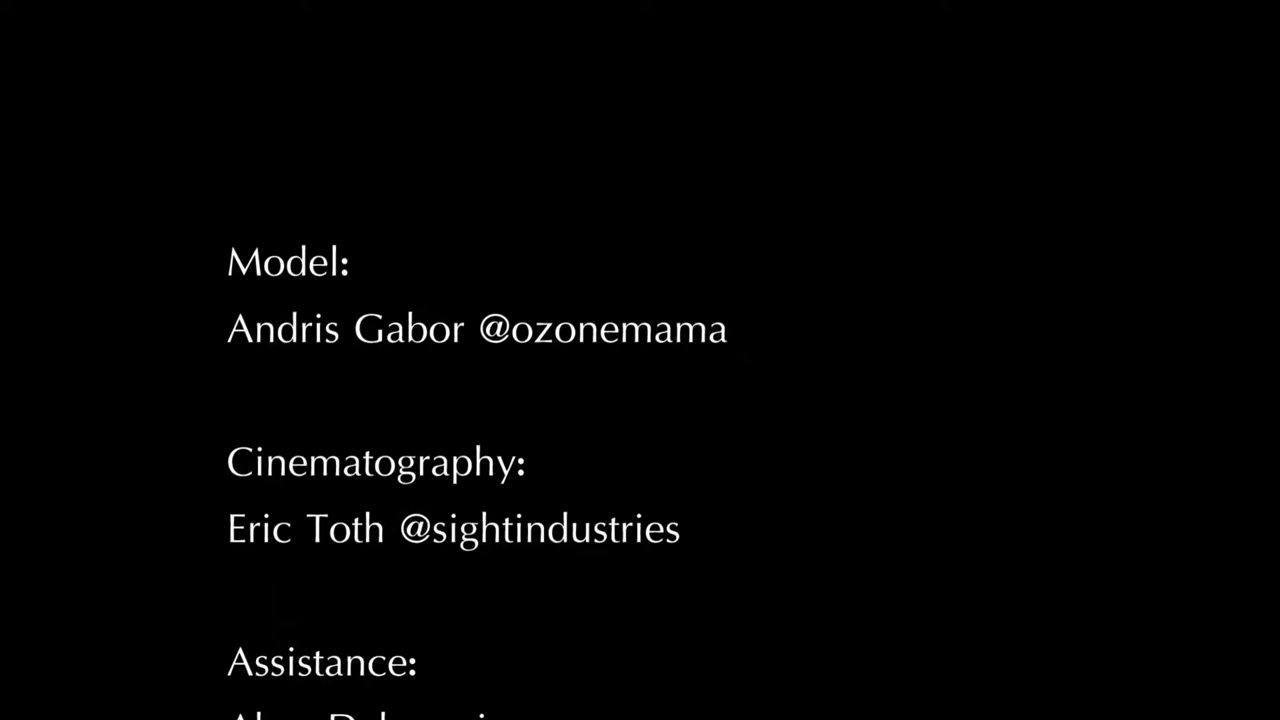 Model:
Andris Gabor @ozonemama
Cinematography:
Eric Toth @sightindustries
Assistance: